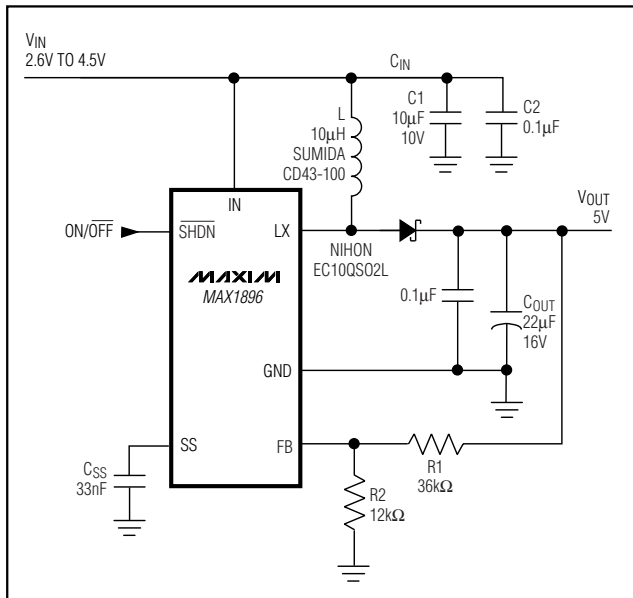 VIN
2.6V TO 4.5V
CIN
L
10μH
SUMIDA
CD43-100
C1
10μF
10V
C2
0.1μF
IN
VOUT
5V
ON/OFF
SHDN
LX
NIHON
EC10QSO2L
MAXIM
MAX1896
0.1μF
COUT
22μF
16V
GND
SS
FB
CSS
33nF
R1
36kΩ
R2
12kΩ